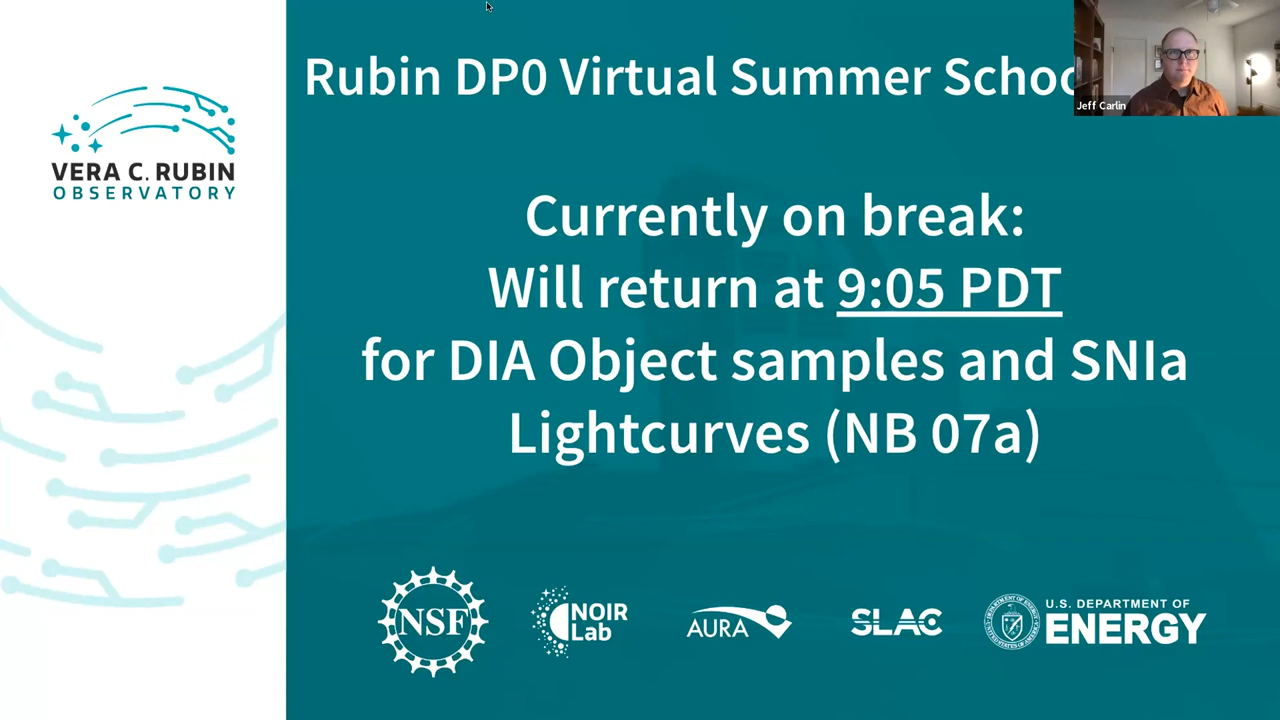 Rubin DP0 Virtual Summer Schoo
Jeff Carlin
VERA C. RUBIN
OBSERVATORY
Currently on break:
Will return at 9:05 PDT
for DIA Object samples and SNIa
Lightcurves (NB 07a)
NSF
NOIR
Lab
AURA
SLAC
U.S. DEPARTMENT OF
ENERGY